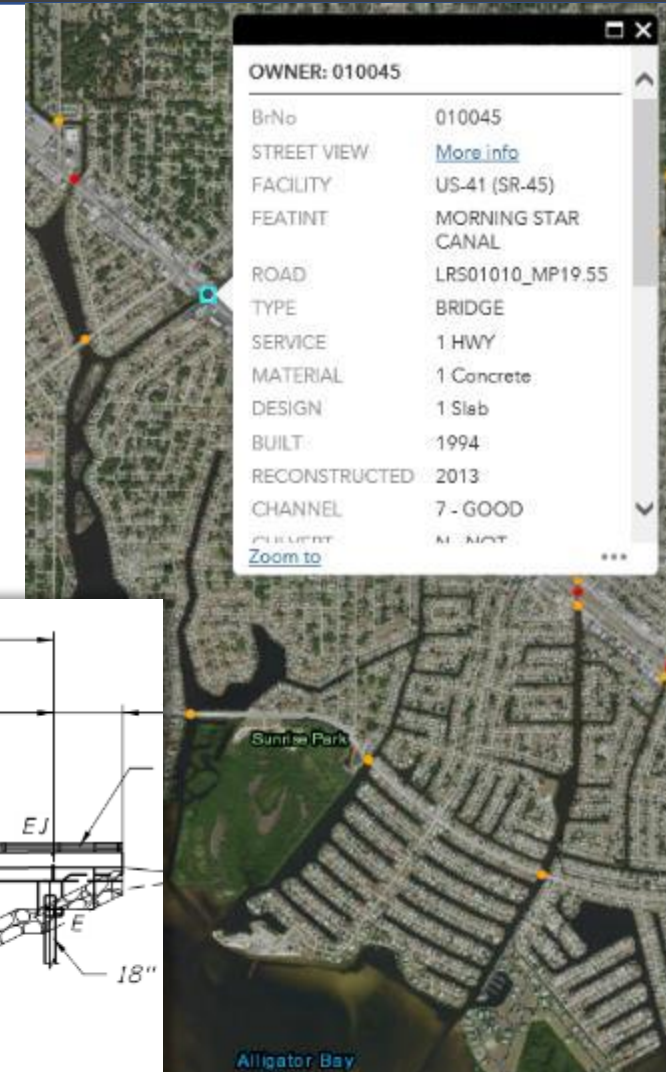 OWNER: 010045
BrNo 010045
STREET VIEW More info
FACILITY US-41 (SR-45)
FEATINT MORNING STAR
CANAL
ROAD LRS01010_MP19.55
TYPE BRIDGE
SERVICE 1 HWY
MATERIAL 1 Concrete
DESIGN 1 Slab
BUILT 1994
RECONSTRUCTED 2013
CHANNEL 7 - GOOD
CULVERT N - NOT
Zoom to
Sunrise Park
EJ
E
18"
Alligator Bay